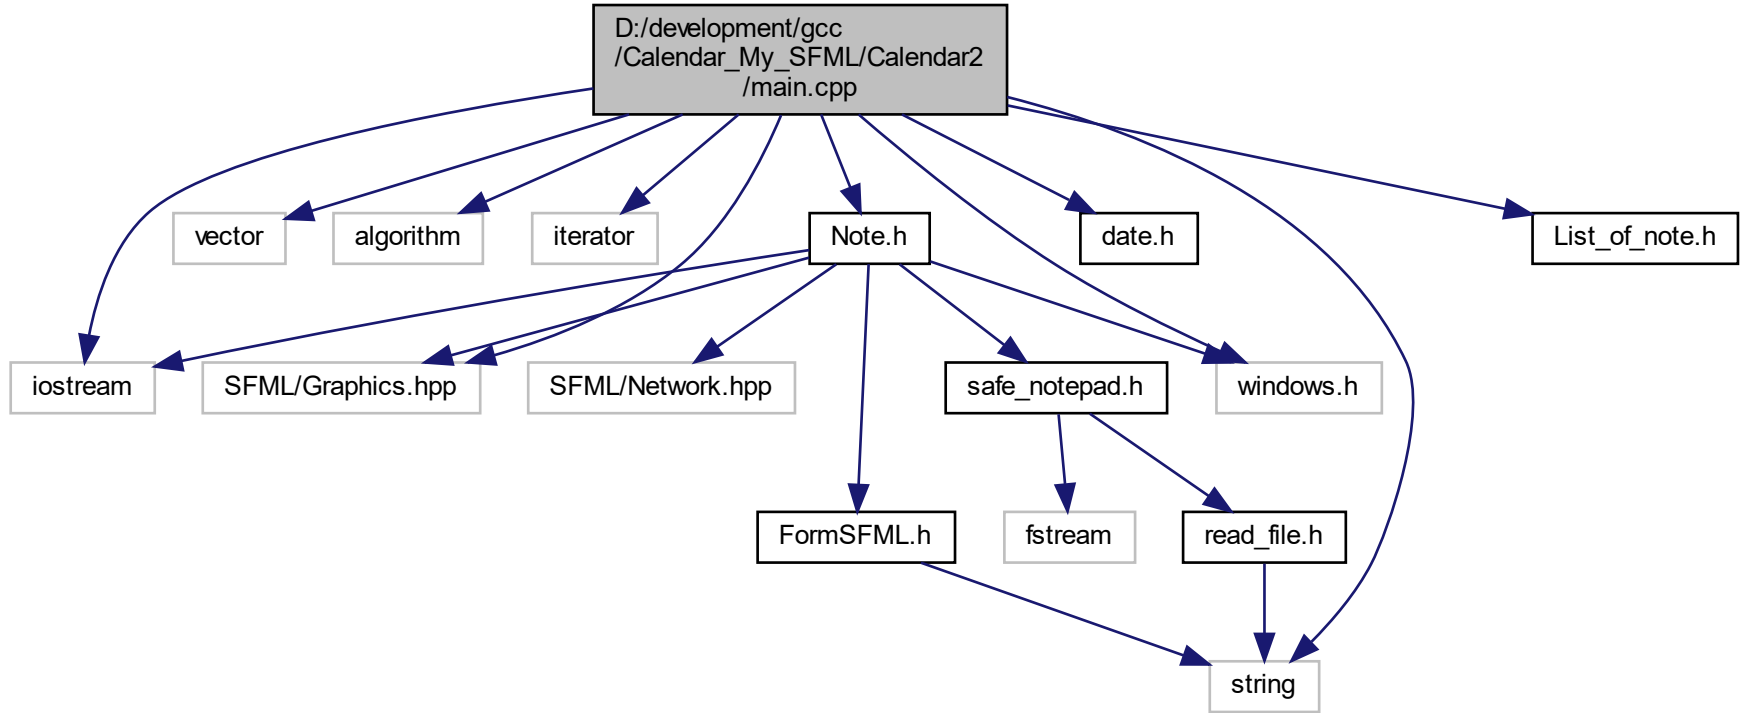 D:/development/gcc
/Calendar_My_SFML/Calendar2
/main.cpp
vector
algorithm
iterator
Note.h
date.h
List_of_note.h
iostream
SFML/Graphics.hpp
SFML/Network.hpp
safe_notepad.h
windows.h
FormSFML.h
fstream
read_file.h
string